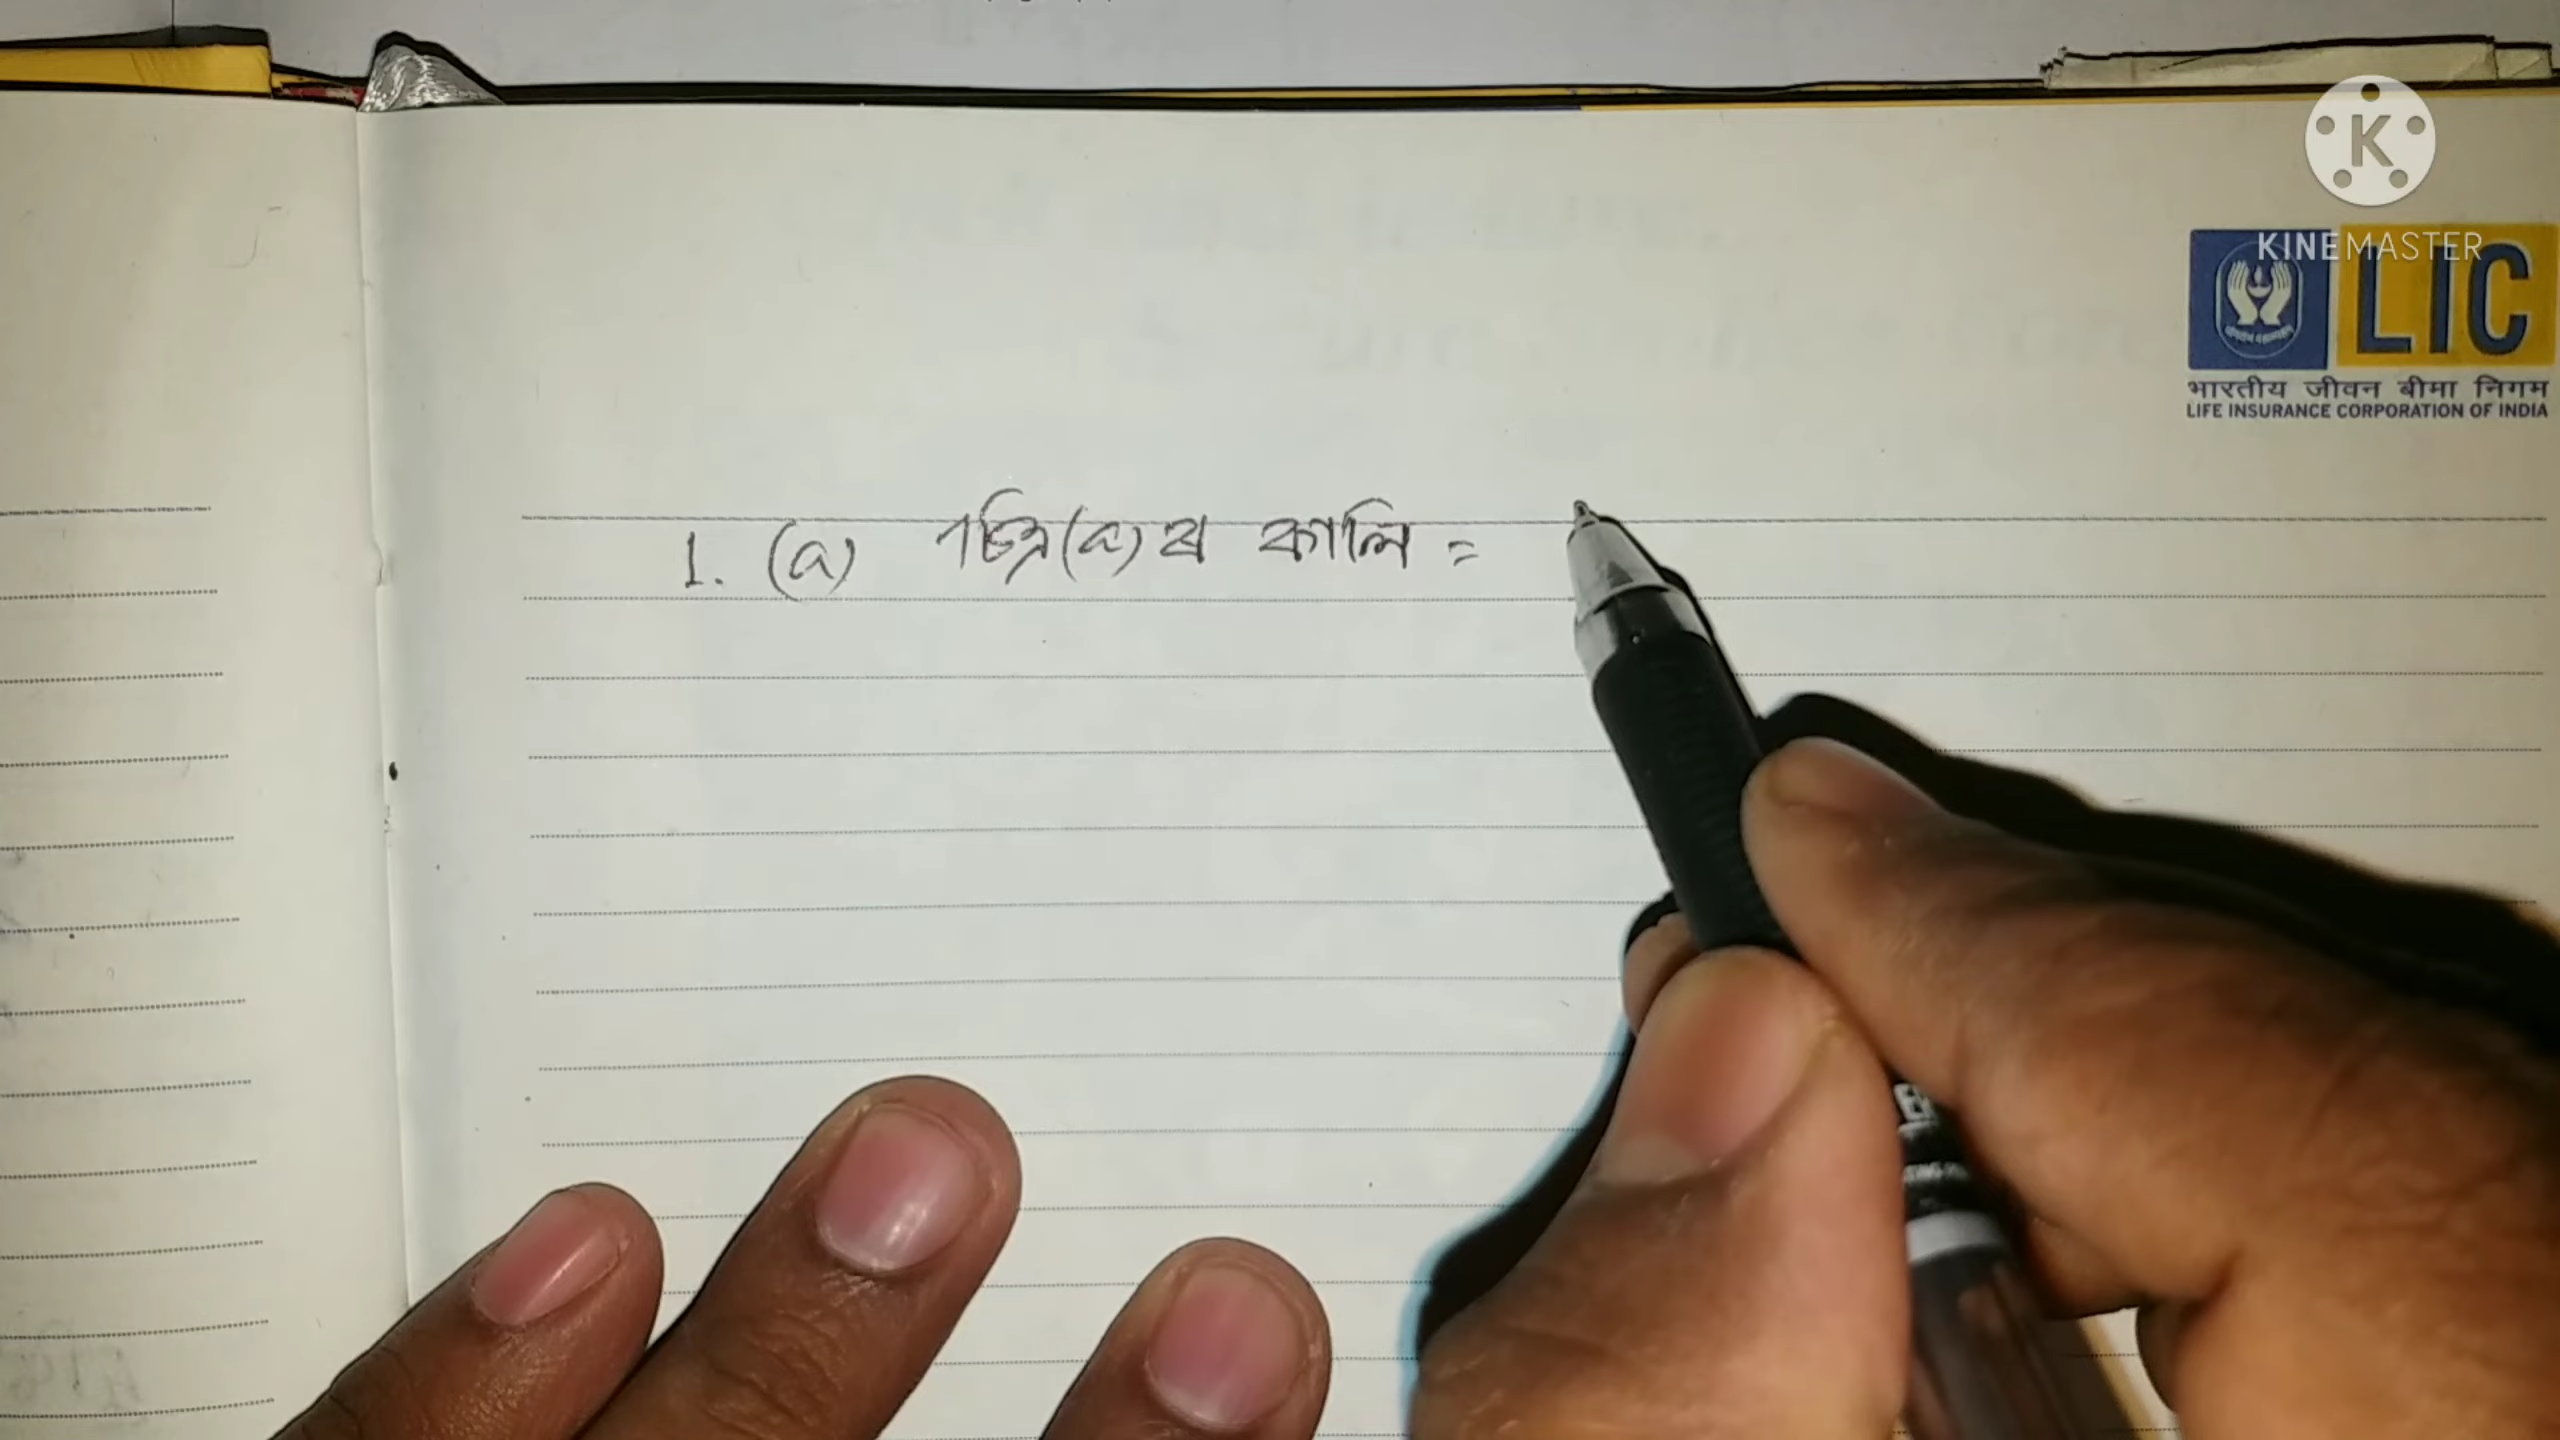 KINEMASTER
LIC
भारतीय जीवन बीमा निगम
LIFE INSURANCE CORPORATION OF INDIA
1. (a) চিত্ৰ(a)ৰ কালি =